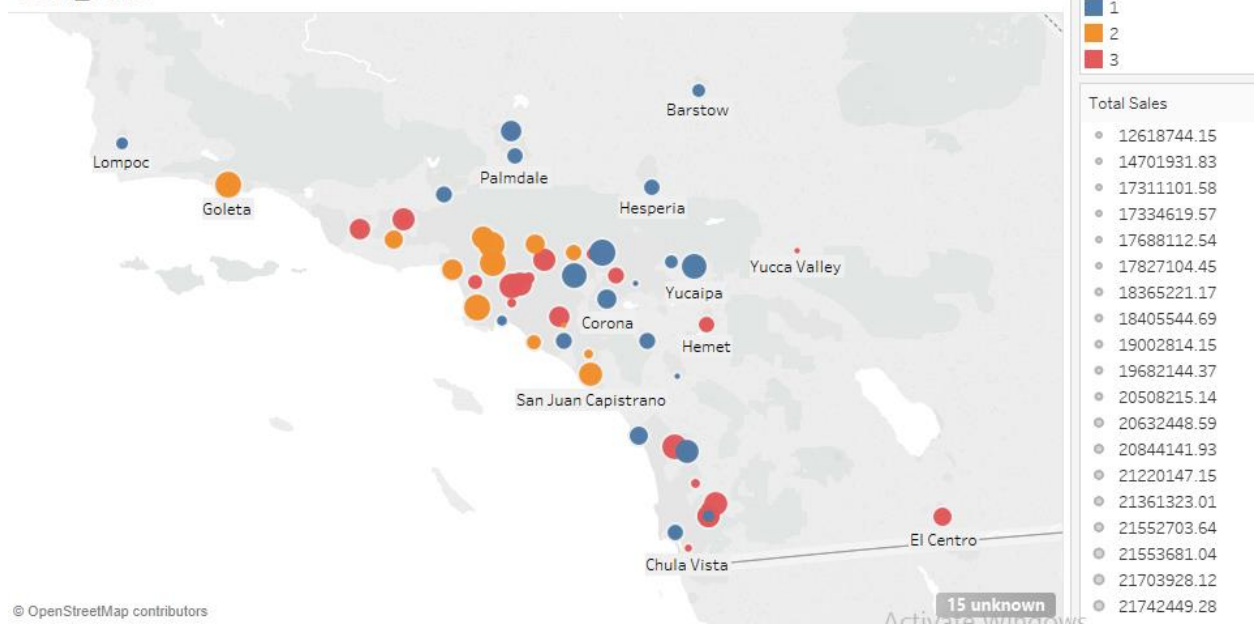 1
2
3
Barstow
Lompoc
Palmdale
Goleta
Hesperia
Yucca Valley
Yucaipa
Corona
Hemet
San Juan Capistrano
El Centro
Chula Vista
© OpenStreetMap contributors
15 unknown
Activate Windows
Total Sales
12618744.15
14701931.83
17311101.58
17334619.57
17688112.54
17827104.45
18365221.17
18405544.69
19002814.15
19682144.37
20508215.14
20632448.59
20844141.93
21220147.15
21361323.01
21552703.64
21553681.04
21703928.12
21742449.28